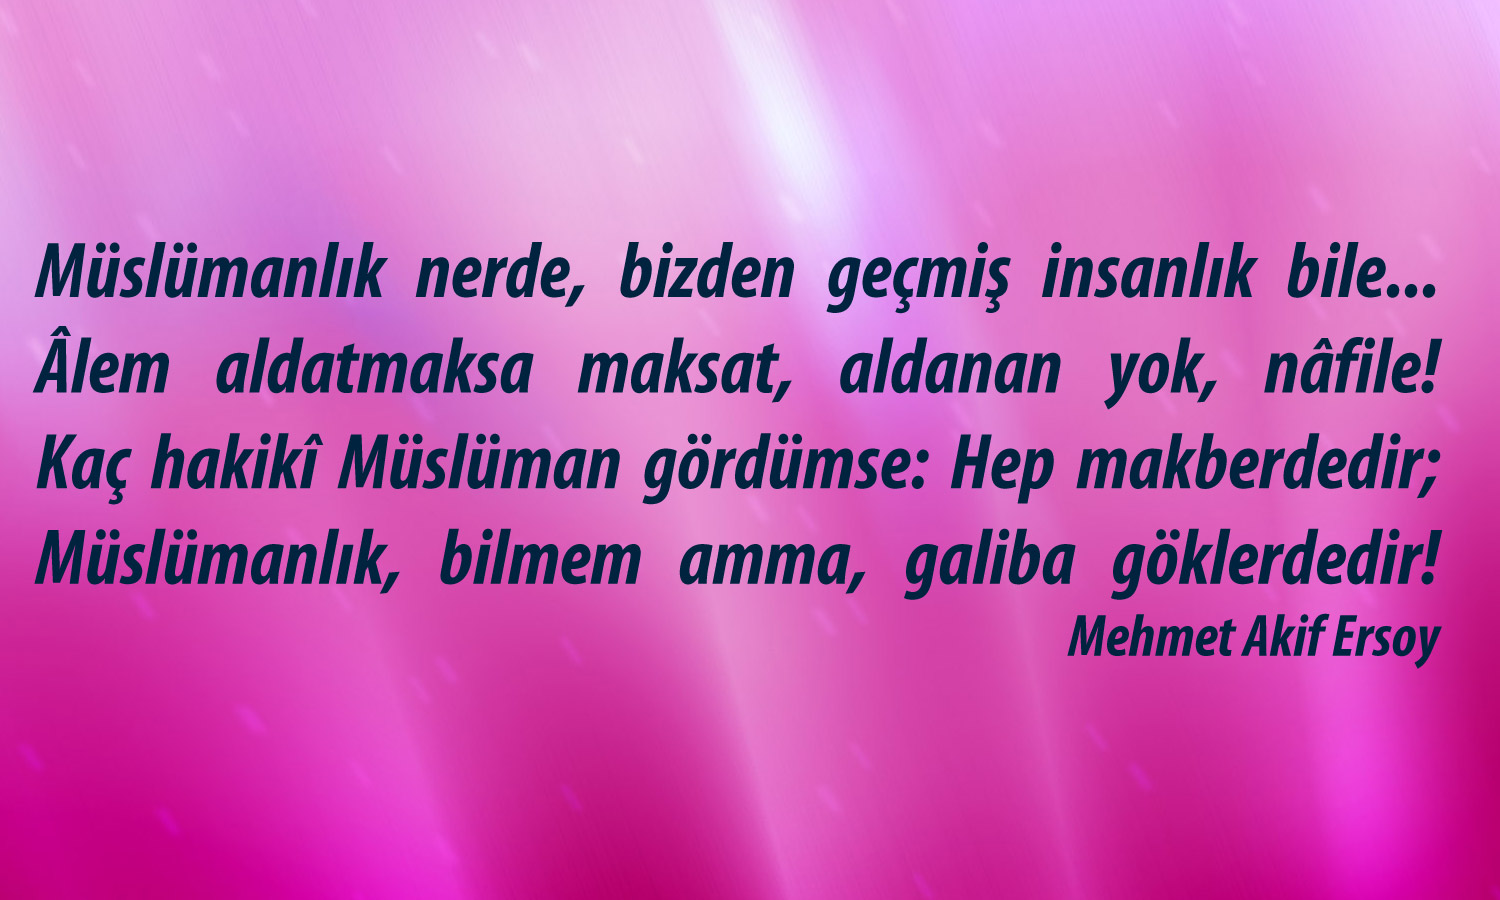 Müslümanlık nerde, bizden geçmiş insanlık bile...
Âlem aldatmaksa maksat, aldanan yok, nâfile!
Kaç hakikî Müslüman gördümse: Hep makberdedir;
Müslümanlık, bilmem amma, galiba göklerdedir!
Mehmet Akif Ersoy